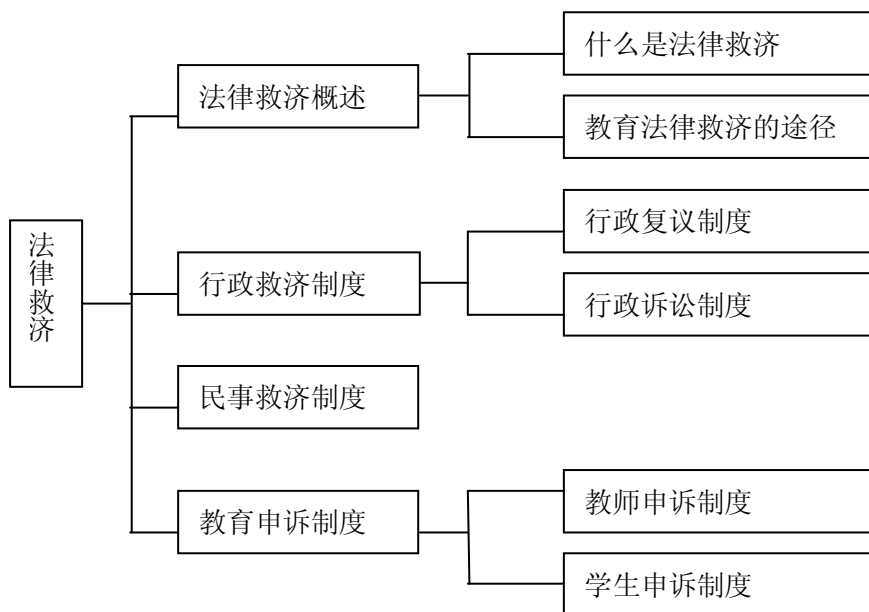 法律救济
法律救济概述
什么是法律救济
教育法律救济的途径
行政救济制度
行政复议制度
行政诉讼制度
民事救济制度
教育申诉制度
教师申诉制度
学生申诉制度